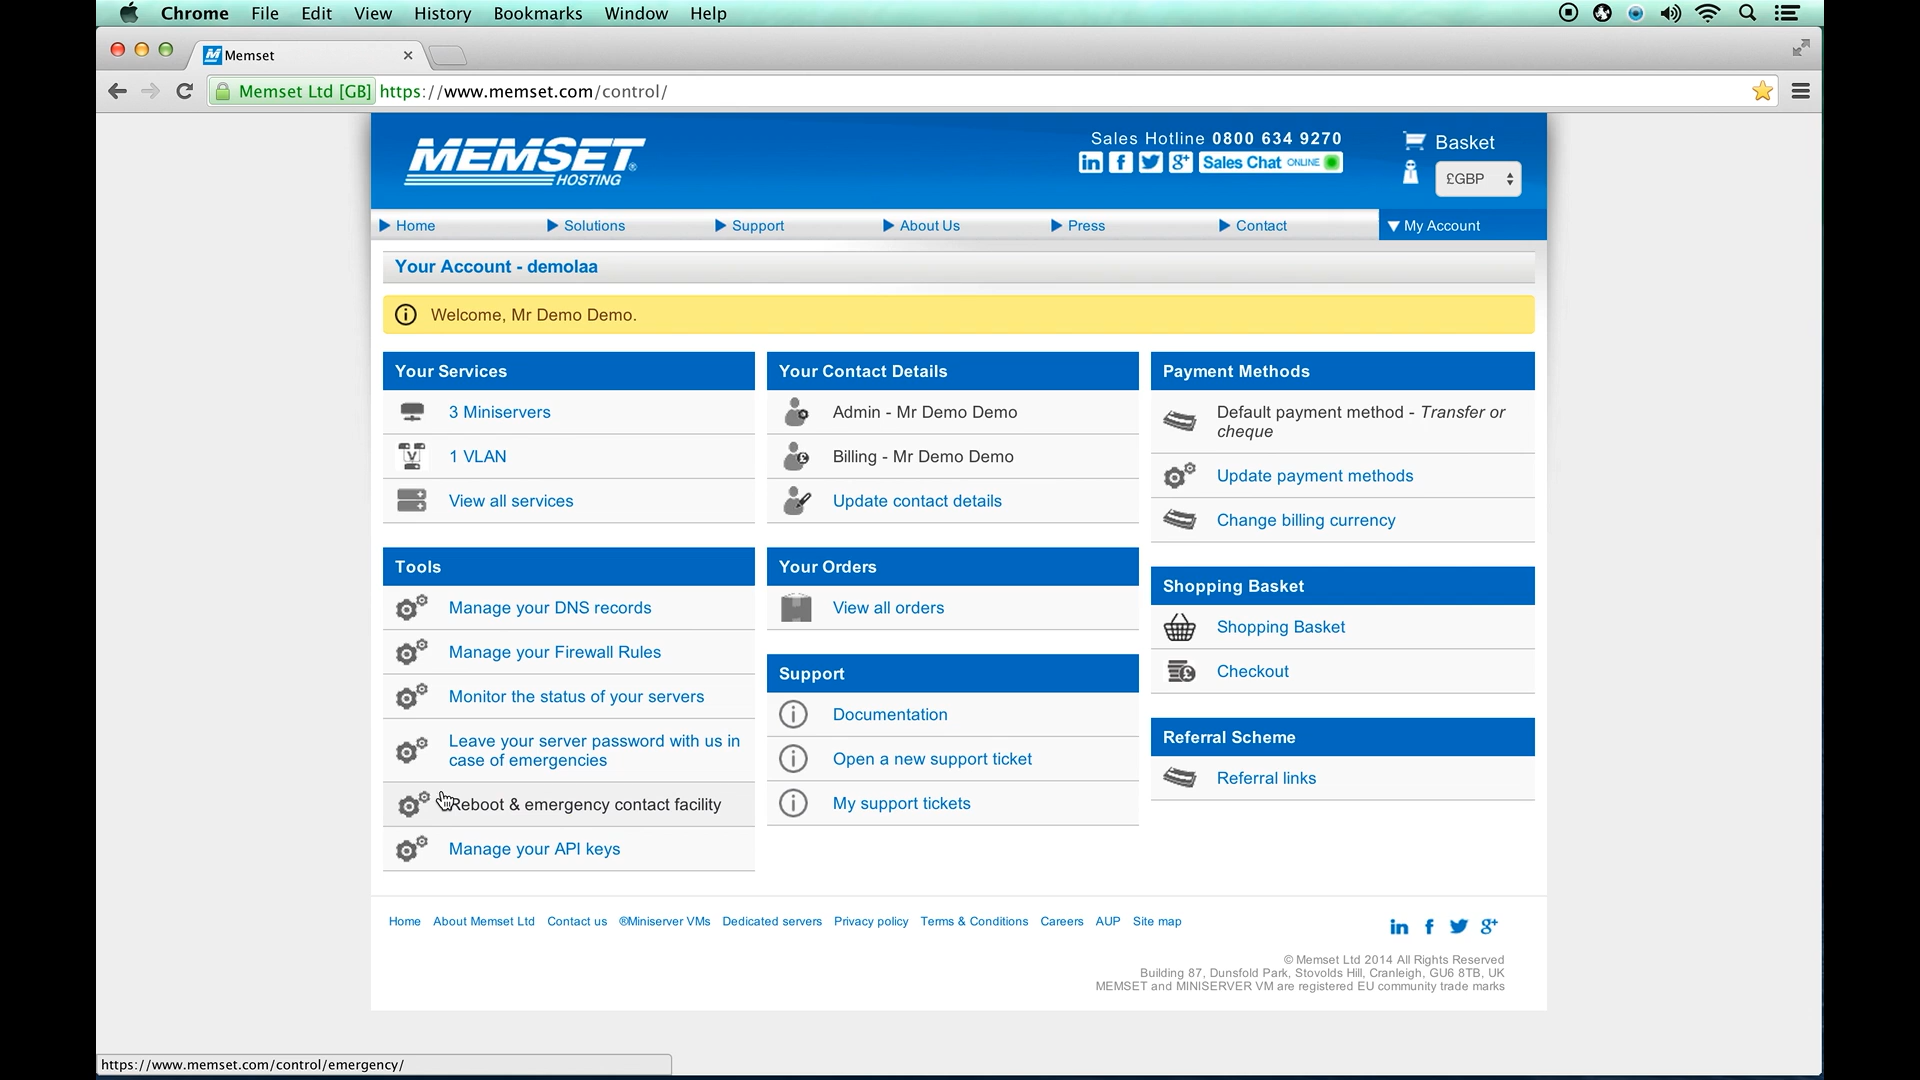 Chrome File Edit View History Bookmarks Window Help
Memset
Memset Ltd [GB] https://www.memset.com/control/
MEMSET®
HOSTING
Sales Hotline 0800 634 9270
Sales Chat ONLINE
Basket
£GBP
Home Solutions Support About Us Press Contact My Account
Your Account - demolaa
Welcome, Mr Demo Demo.
Your Services
3 Miniservers
1 VLAN
View all services
Tools
Manage your DNS records
Manage your Firewall Rules
Monitor the status of your servers
Leave your server password with us in
case of emergencies
Reboot & emergency contact facility
Manage your API keys
Your Contact Details
Admin - Mr Demo Demo
Billing - Mr Demo Demo
Update contact details
Your Orders
View all orders
Support
Documentation
Open a new support ticket
My support tickets
Payment Methods
Default payment method - Transfer or
cheque
Update payment methods
Change billing currency
Shopping Basket
Shopping Basket
Checkout
Referral Scheme
Referral links
Home About Memset Ltd Contact us ®Miniserver VMs Dedicated servers Privacy policy Terms & Conditions Careers AUP Site map
© Memset Ltd 2014 All Rights Reserved
Building 87, Dunsfold Park, Stovolds Hill, Cranleigh, GU6 8TB, UK
MEMSET and MINISERVER VM are registered EU community trade marks
https://www.memset.com/control/emergency/